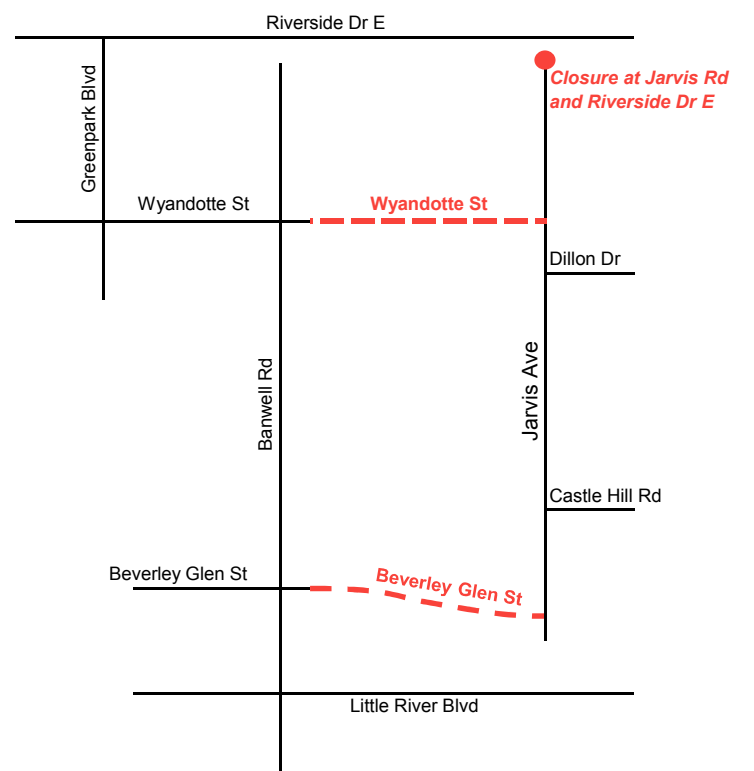 Riverside Dr E
Closure at Jarvis Rd
and Riverside Dr E
Greenpark Blvd
Wyandotte St
Wyandotte St
Dillon Dr
Banwell Rd
Jarvis Ave
Castle Hill Rd
Beverley Glen St
Beverley Glen St
Little River Blvd